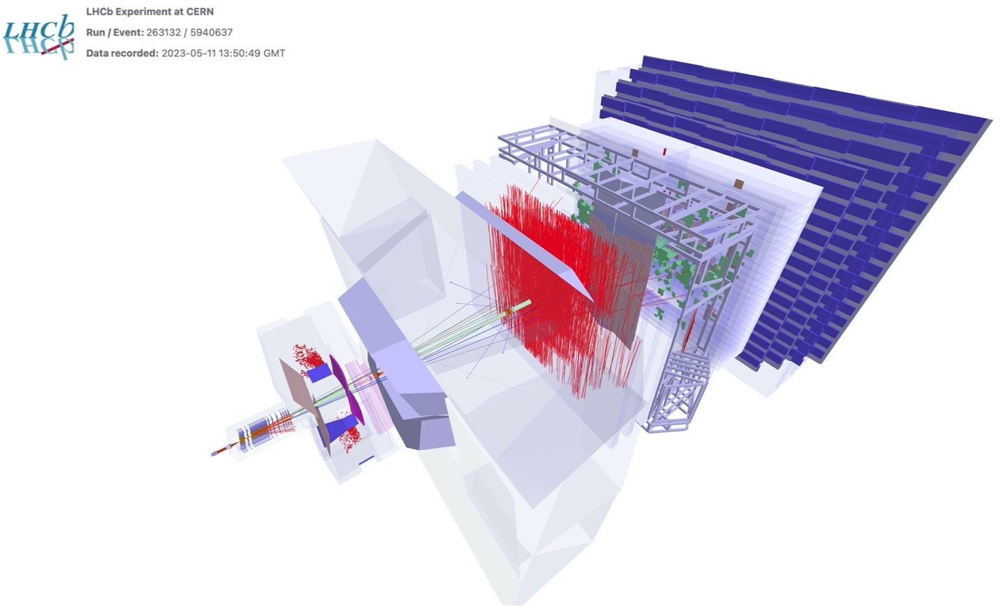 LHCb
LHCb Experiment at CERN
Run / Event: 263132 / 5940637
Data recorded: 2023-05-11 13:50:49 GMT